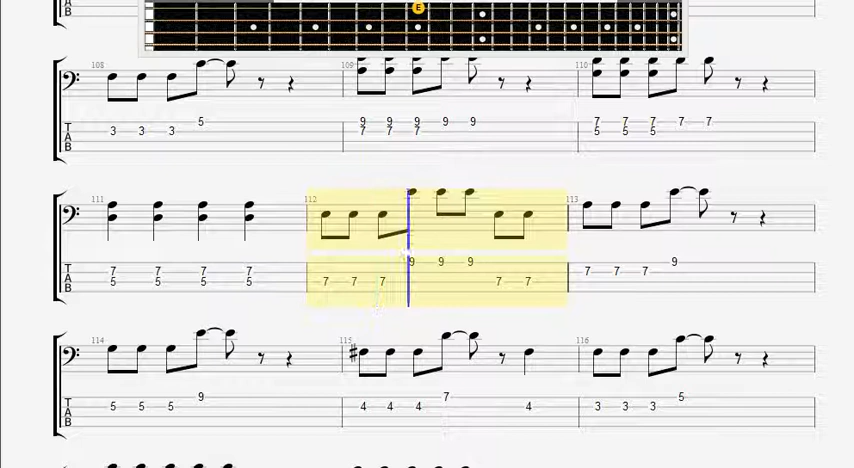 E
108 109 110
5 9 9 9 9 9 7 7 7 7 7
3 3 3 7 7 7 5 5 5
T
A
B
111 112 113
9 9 9 9
7 7 7 7 7 7 7
5 5 5 5 7 7 7 7 7
T
A
B
114 115 116
9 7 5
5 5 5 4 4 4 4 3 3 3
T
A
B